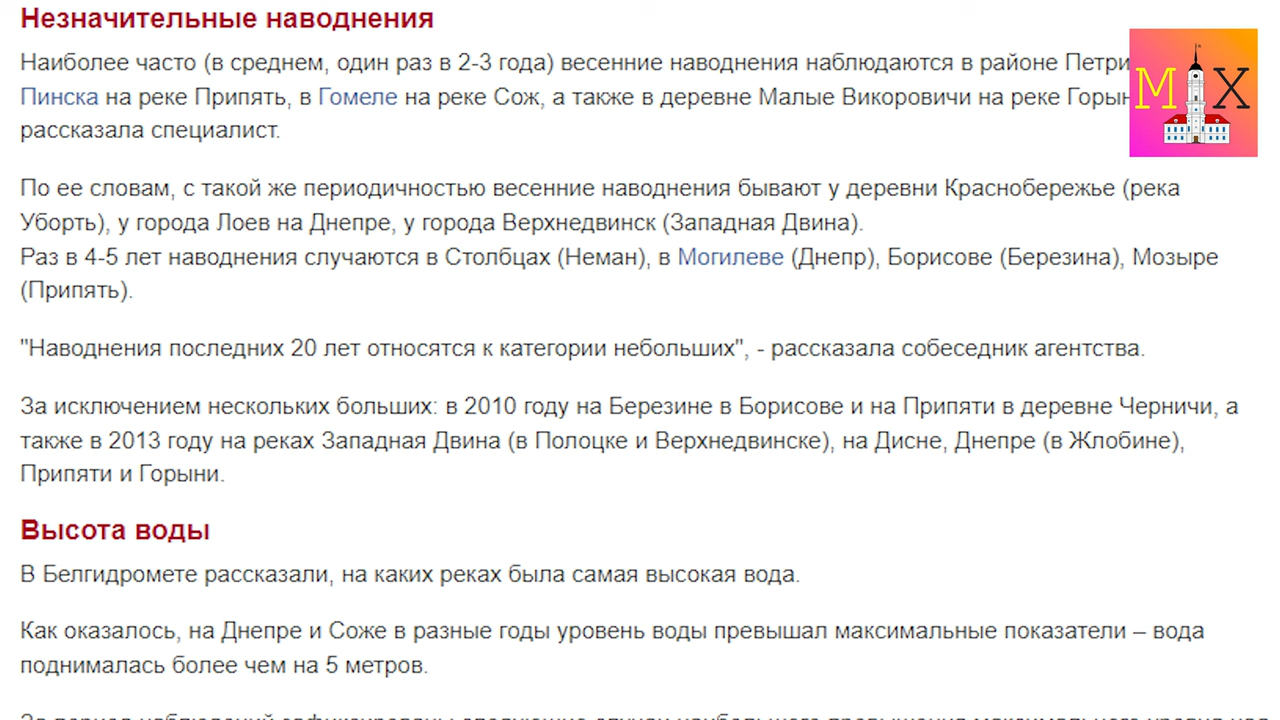 Незначительные наводнения
Наиболее часто (в среднем, один раз в 2-3 года) весенние наводнения наблюдаются в районе
Пинска на реке Припять, в Гомеле на реке Сож, а также в деревне Малые Викоровичи на реке
рассказала специалист.
М Х
По ее словам, с такой же периодичностью весенние наводнения бывают у деревни Краснобережье (река
Уборть), у города Лоев на Днепре, у города Верхнедвинск (Западная Двина).
Раз в 4-5 лет наводнения случаются в Столбцах (Неман), в Могилеве (Днепр), Борисове (Березина), Мозыре
(Припять).
"Наводнения последних 20 лет относятся к категории небольших", - рассказала собеседник агентства.
За исключением нескольких больших: в 2010 году на Березине в Борисове и на Припяти в деревне Черничи, а
также в 2013 году на реках Западная Двина (в Полоцке и Верхнедвинске), на Дисне, Днепре (в Жлобине),
Припяти и Горыни.
Высота воды
В Белгидромете рассказали, на каких реках была самая высокая вода.
Как оказалось, на Днепре и Соже в разные годы уровень воды превышал максимальные показатели – вода
поднималась более чем на 5 метров.